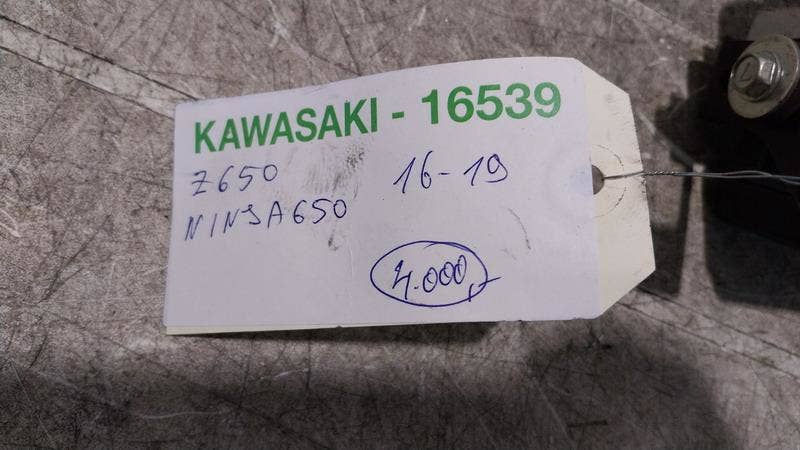 KAWASAKI - 16539
Z650 16-19
NINJA650
4.000,-